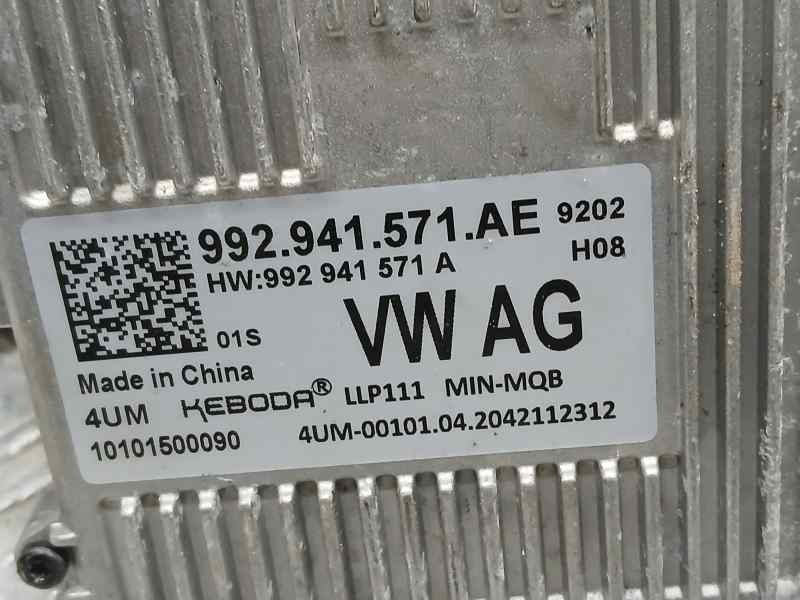 992.941.571.AE 9202
HW:992 941 571 A H08
01S VW AG
Made in China
4UM KEBODA® LLP111 MIN-MQB
10101500090 4UM-00101.04.2042112312